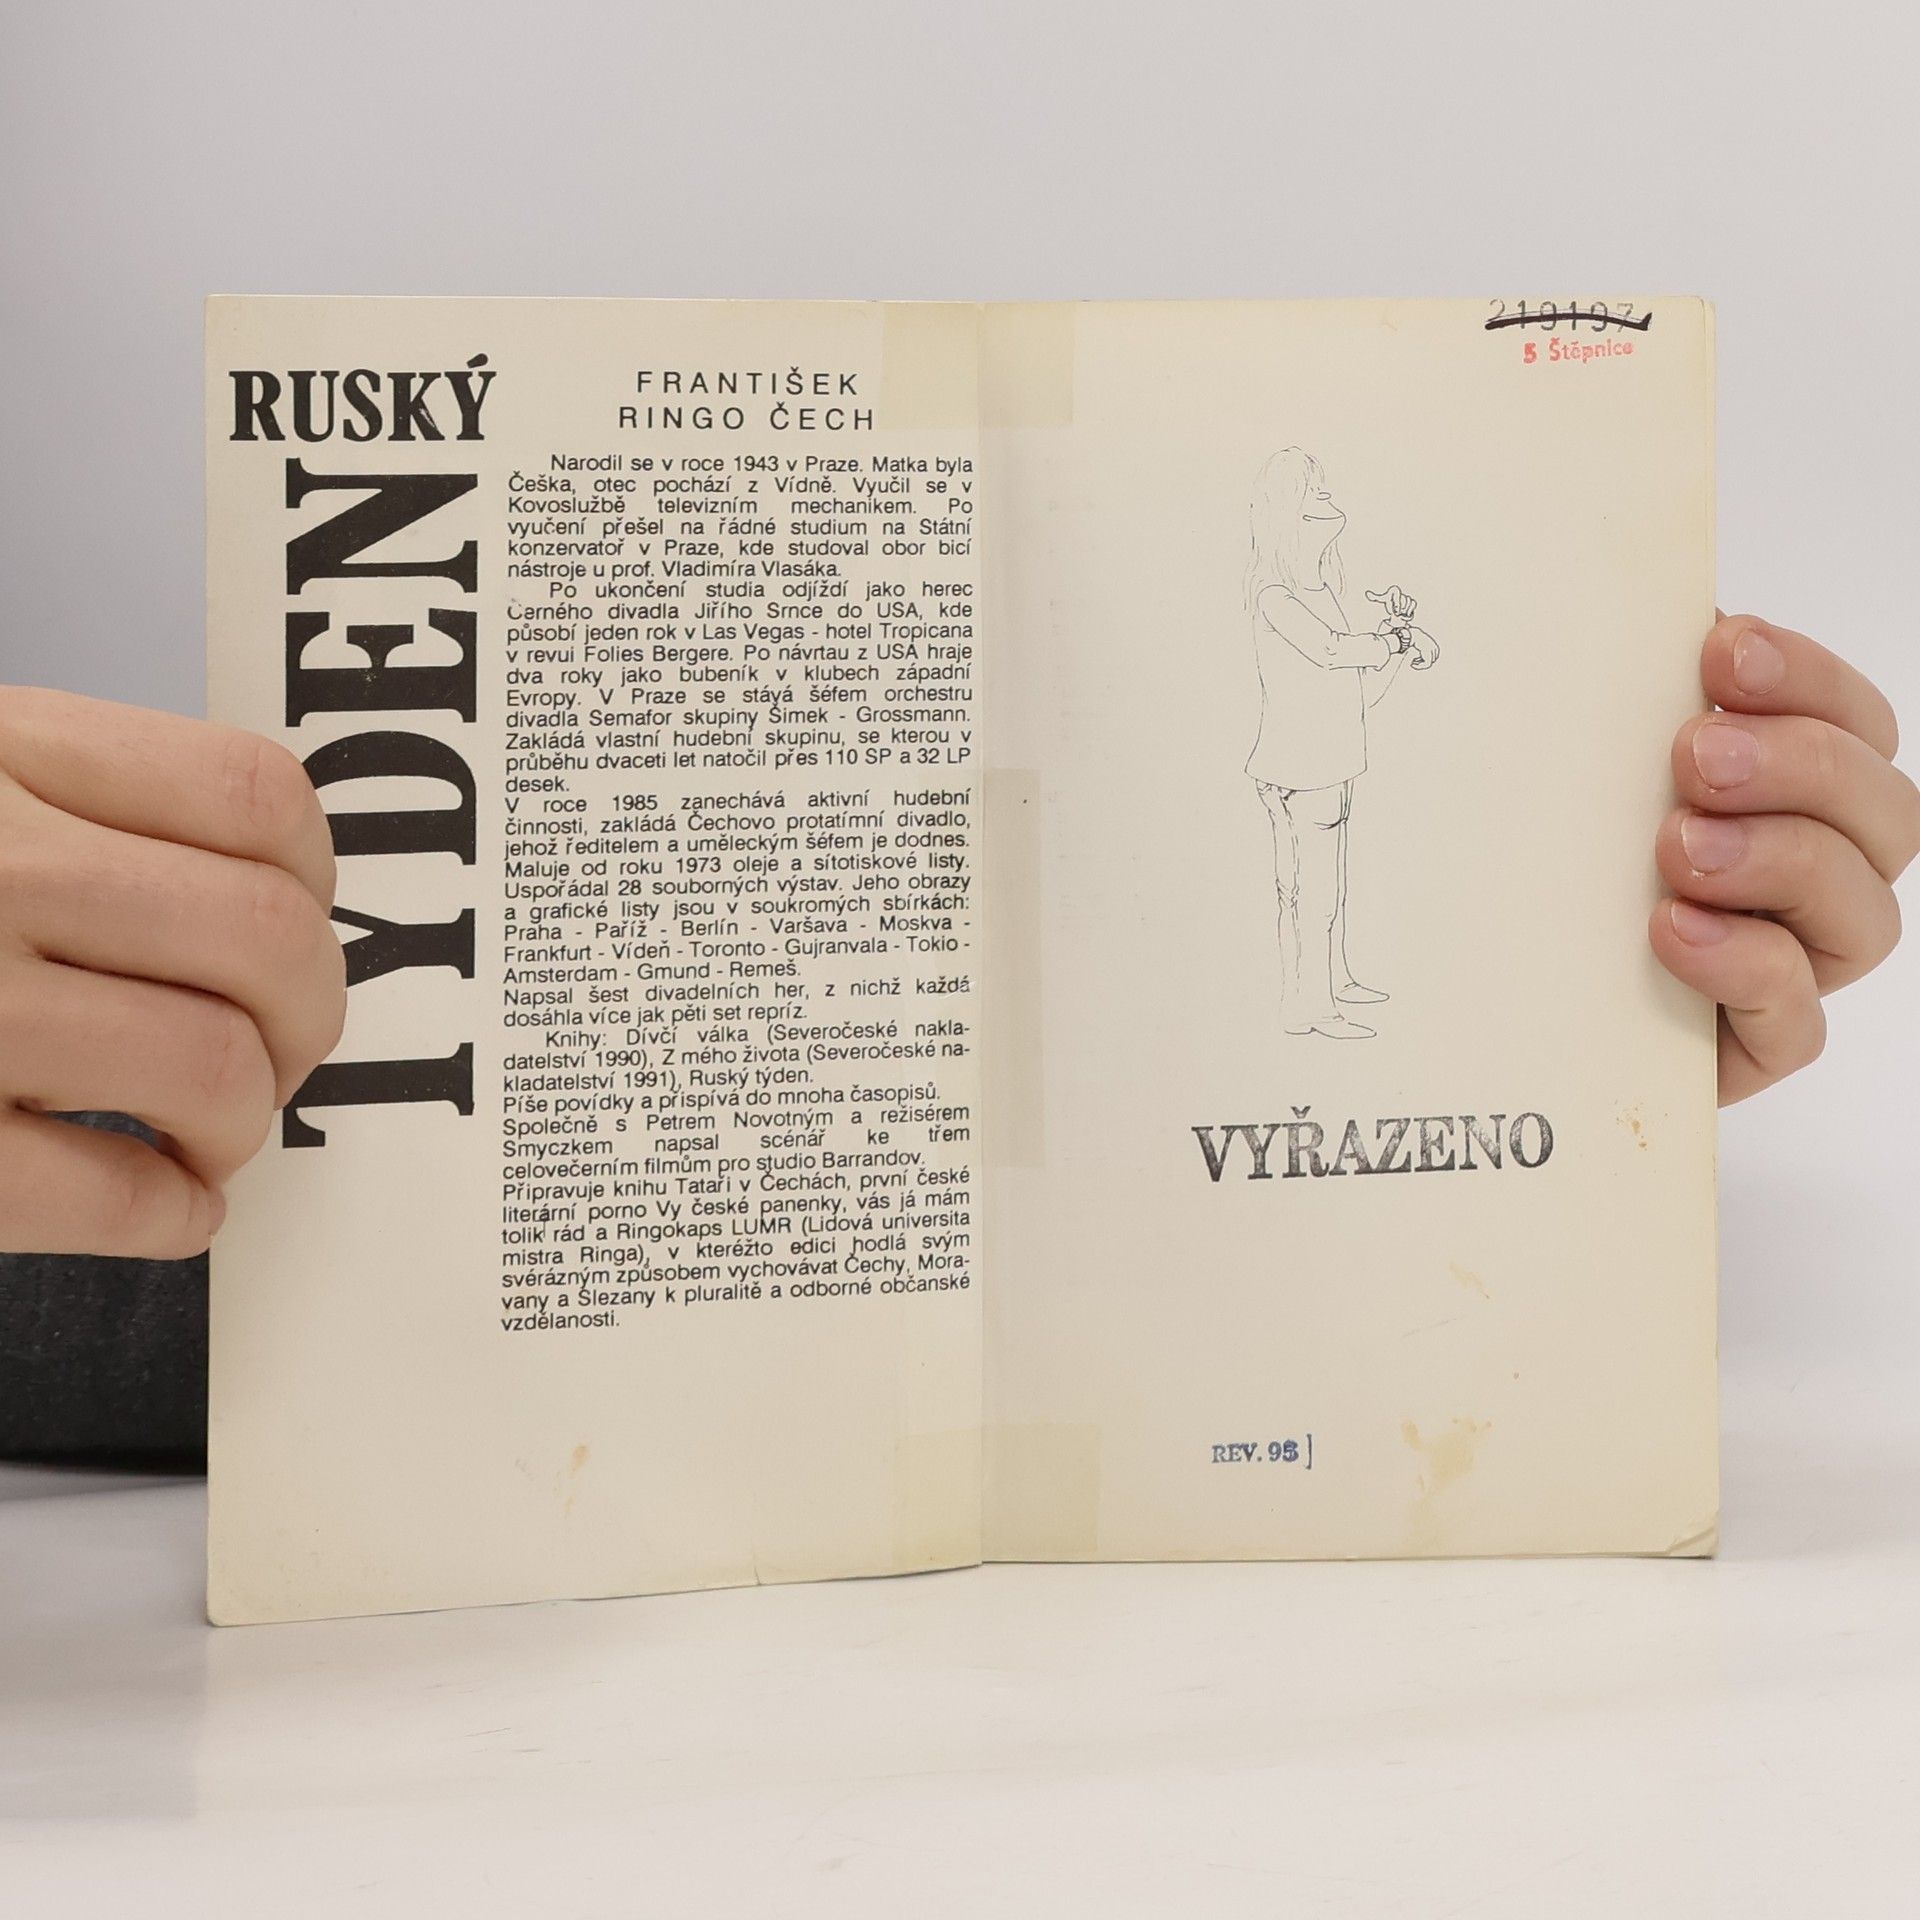 RUSKÝ
TÝDEN
FRANTIŠEK
RINGO ČECH
Narodil se v roce 1943 v Praze. Matka byla
Češka, otec pochází z Vídně. Vyučil se v
Kovoslužbě televizním mechanikem. Po
vyučení přešel na řádné studium na Státní
konzervatoř v Praze, kde studoval obor bicí
nástroje u prof. Vladimíra Vlasáka.
Po ukončení studia odjíždí jako herec
Černého divadla Jiřího Srnce do USA, kde
působí jeden rok v Las Vegas - hotel Tropicana
v revui Folies Bergere. Po návrtau z USA hraje
dva roky jako bubeník v klubech západní
Evropy. V Praze se stává šéfem orchestru
divadla Semafor skupiny Šimek - Grossmann.
Zakládá vlastní hudební skupinu, se kterou v
průběhu dvaceti let natočil přes 110 SP a 32 LP
desek.
V roce 1985 zanechává aktivní hudební
činnosti, zakládá Čechovo protatímní divadlo,
jehož ředitelem a uměleckým šéfem je dodnes.
Maluje od roku 1973 oleje a sítotiskové listy.
Uspořádal 28 souborných výstav. Jeho obrazy
a grafické listy jsou v soukromých sbírkách:
Praha - Paříž - Berlín - Varšava - Moskva -
Frankfurt - Vídeň - Toronto - Gujranvala - Tokio -
Amsterdam - Gmund - Remeš.
Napsal šest divadelních her, z nichž každá
dosáhla více jak pěti set repríz.
Knihy: Dívčí válka (Severočeské nakla-
datelství 1990), Z mého života (Severočeské na-
kladatelství 1991), Ruský týden.
Píše povídky a přispívá do mnoha časopisů.
Společně s Petrem Novotným a režisérem
Smyczkem napsal scénář ke třem
celovečerním filmům pro studio Barrandov.
Připravuje knihu Tataři v Čechách, první české
literární porno Vy české panenky, vás já mám
tolik rád a Ringokaps LUMR (Lidová universita
mistra Ringa), v kteréžto edici hodlá svým
svérázným způsobem vychovávat Čechy, Mora-
vany a Slezany k pluralitě a odborné občanské
vzdělanosti.
219197
5 Štěpnice
VYŘAZENO
REV.